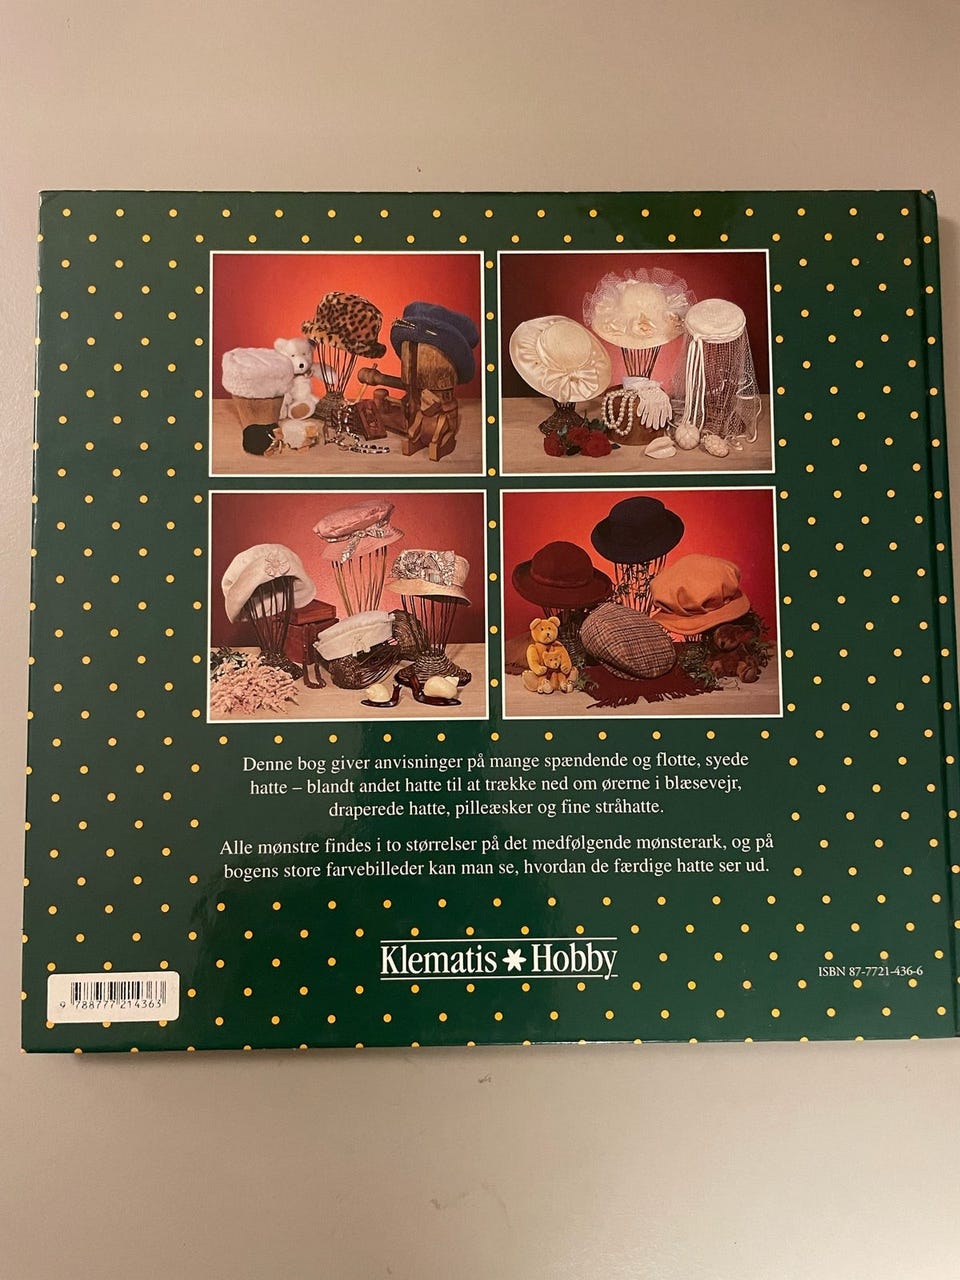 Denne bog giver anvisninger på mange spændende og flotte, syede
hatte – blandt andet hatte til at trække ned om ørerne i blæsevejr,
draperede hatte, pilleæsker og fine stråhatte.
Alle mønstre findes i to størrelser på det medfølgende mønsterark, og på
bogens store farvebilleder kan man se, hvordan de færdige hatte ser ud.
Klematis * Hobby
ISBN 87-7721-436-6
9 788777 214363